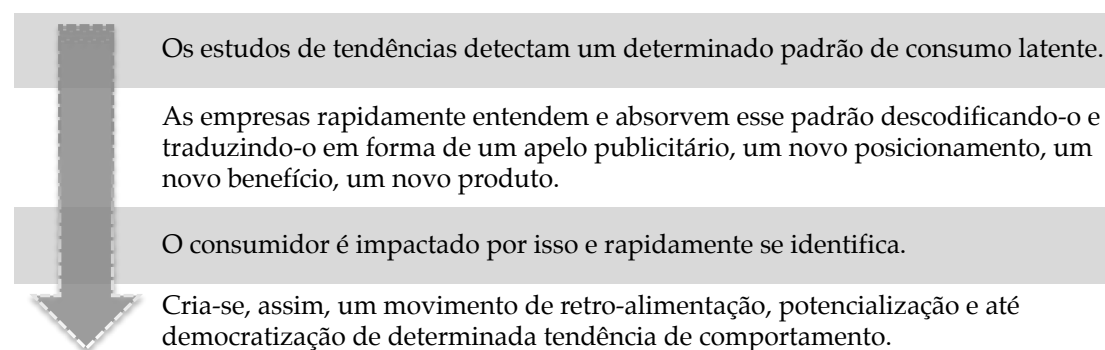 Os estudos de tendências detectam um determinado padrão de consumo latente.
As empresas rapidamente entendem e absorvem esse padrão descodificando-o e
traduzindo-o em forma de um apelo publicitário, um novo posicionamento, um
novo benefício, um novo produto.
O consumidor é impactado por isso e rapidamente se identifica.
Cria-se, assim, um movimento de retro-alimentação, potencialização e até
democratização de determinada tendência de comportamento.